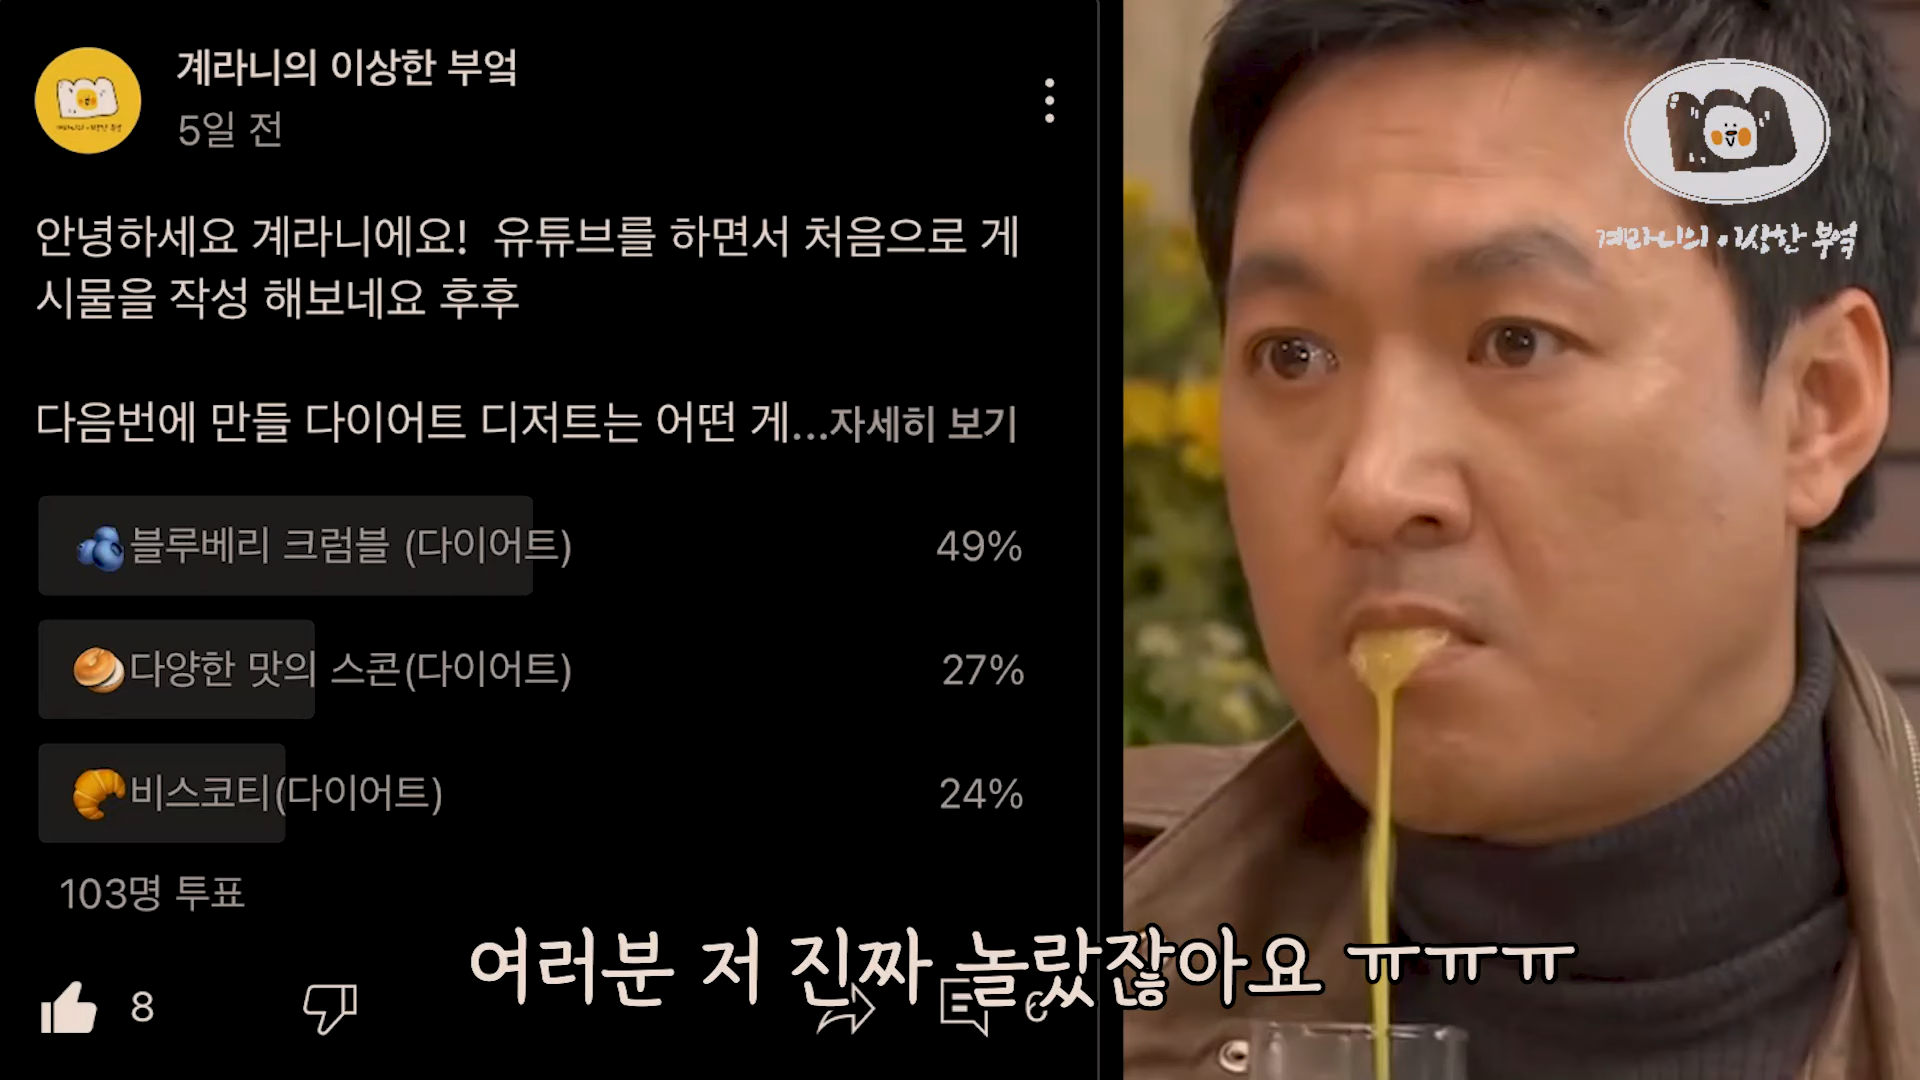 계라니의 이상한 부엌
5일 전
안녕하세요 계라니에요! 유튜브를 하면서 처음으로 게
시물을 작성 해보네요 후후
다음번에 만들 다이어트 디저트는 어떤 게...자세히 보기
블루베리 크럼블 (다이어트)
49%
다양한 맛의 스콘(다이어트)
27%
비스코티(다이어트)
24%
103명 투표
8
6
여러분 저 진짜 놀랐잖아요 ㅠㅠㅠ
계라니의 이상한 부엌